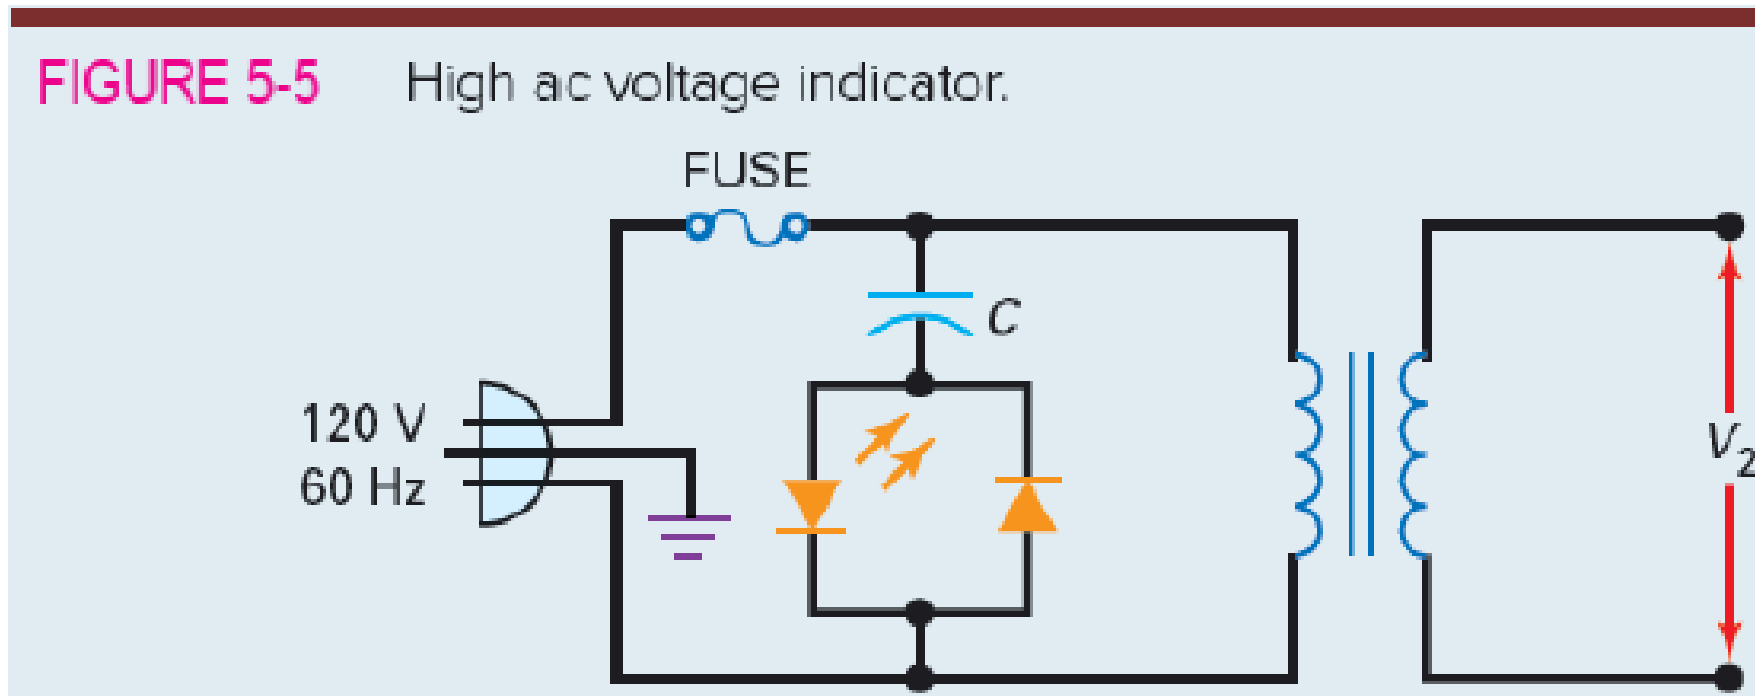 FIGURE 5-5 High ac voltage indicator.
FUSE
C
120 V
60 Hz
V2